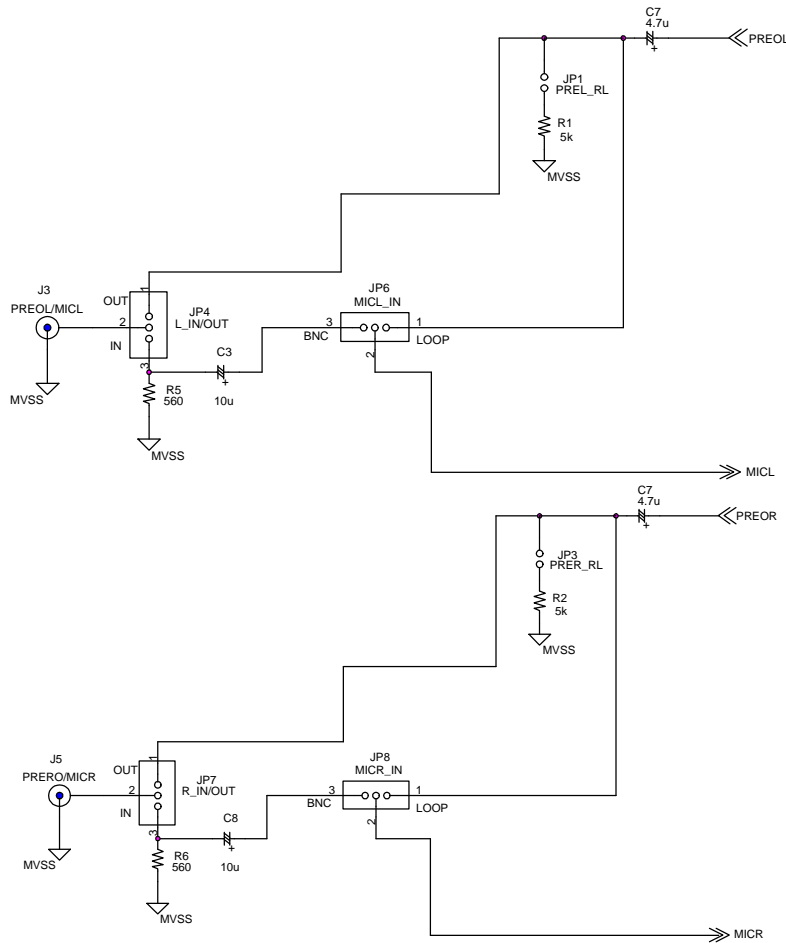 C7
4.7u
+
PREOL
JP1
PREL_RL
R1
5k
MVSS
J3
PREOL/MICL
OUT
1
JP4
L_IN/OUT
2
IN
3
JP6
MICL_IN
3
BNC
1
LOOP
2
C3
+
10u
R5
560
MVSS
MVSS
MICL
C7
4.7u
+
PREOR
JP3
PRER_RL
R2
5k
MVSS
J5
PRERO/MICR
OUT
1
JP7
R_IN/OUT
2
IN
3
JP8
MICR_IN
3
BNC
1
LOOP
2
C8
+
10u
R6
560
MVSS
MVSS
MICR